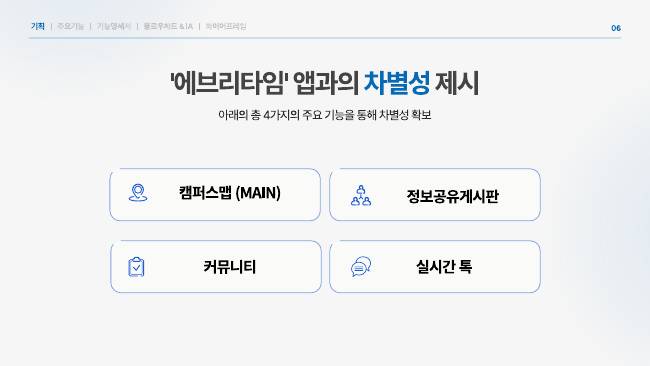 기획 | 주요기능 | 기능명세서 | 플로우차트 & IA | 와이어프레임
06
'에브리타임' 앱과의 차별성 제시
아래의 총 4가지의 주요 기능을 통해 차별성 확보
캠퍼스맵 (MAIN)
정보공유게시판
커뮤니티
실시간 톡